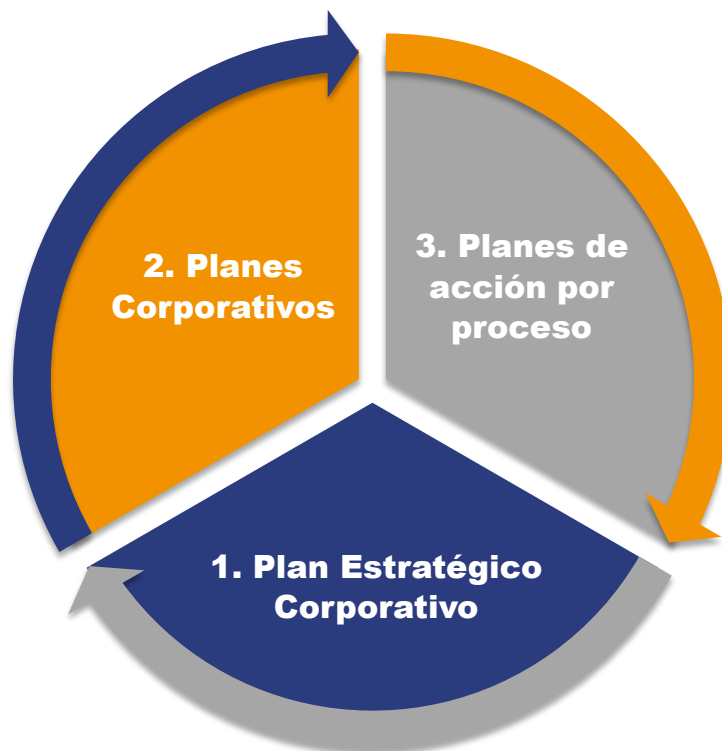 2. Planes
Corporativos
3. Planes de
acción por
proceso
1. Plan Estratégico
Corporativo